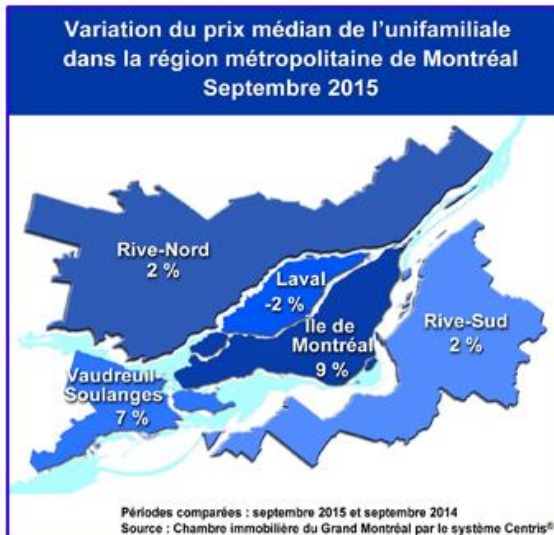 Variation du prix médian de l'unifamiliale
dans la région métropolitaine de Montréal
Septembre 2015
Rive-Nord
2 %
Laval
-2 %
Île de
Montréal
9 %
Rive-Sud
2 %
Vaudreuil-
Soulanges
7 %
Périodes comparées : septembre 2015 et septembre 2014
Source : Chambre immobilière du Grand Montréal par le système Centris®